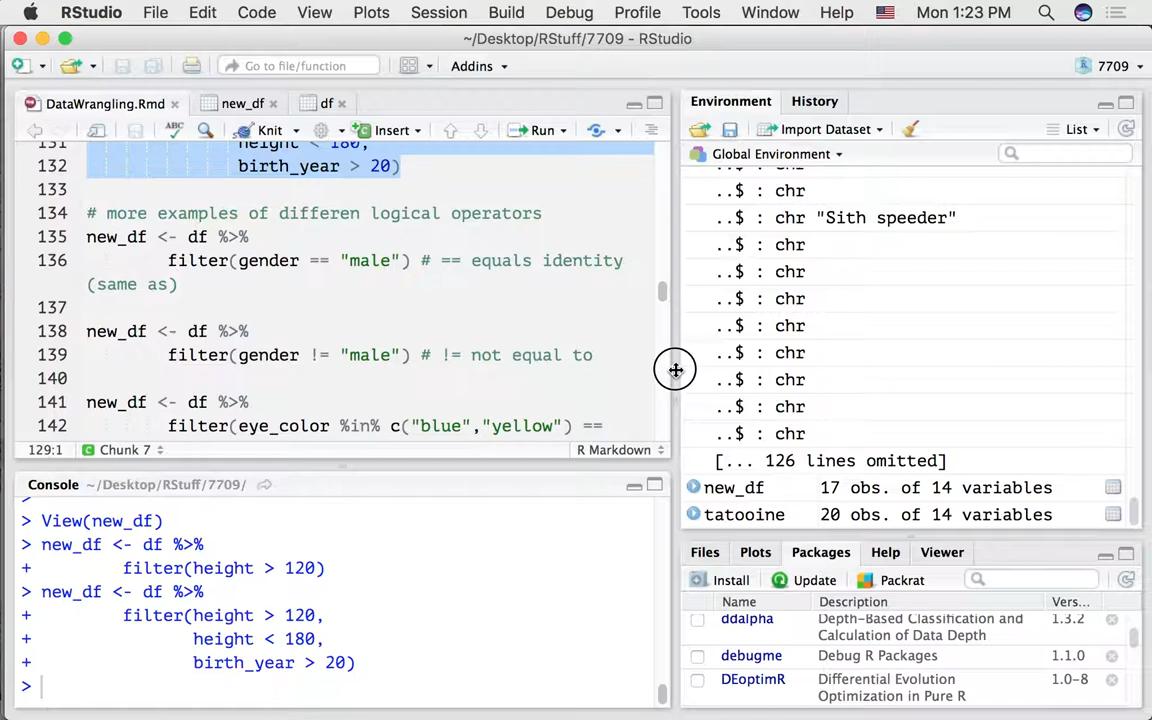 RStudio File Edit Code View Plots Session Build Debug Profile Tools Window Help Mon 1:23 PM
~/Desktop/RStuff/7709 - RStudio
Go to file/function Addins 7709
DataWrangling.Rmd new_df df
ABC Knit Insert Run
131 height < 180,
132 birth_year > 20)
133
134 # more examples of differen logical operators
135 new_df <- df %>%
136 filter(gender == "male") # == equals identity
(same as)
137
138 new_df <- df %>%
139 filter(gender != "male") # != not equal to
140
141 new_df <- df %>%
142 filter(eye_color %in% c("blue","yellow") ==
129:1 Chunk 7 R Markdown
Console ~/Desktop/RStuff/7709/
>
> View(new_df)
> new_df <- df %>%
+ filter(height > 120)
> new_df <- df %>%
+ filter(height > 120,
+ height < 180,
+ birth_year > 20)
>
Environment History
Import Dataset List
Global Environment
..$ : chr
..$ : chr "Sith speeder"
..$ : chr
..$ : chr
..$ : chr
..$ : chr
..$ : chr
..$ : chr
..$ : chr
..$ : chr
[... 126 lines omitted]
new_df 17 obs. of 14 variables
tatooine 20 obs. of 14 variables
Files Plots Packages Help Viewer
Install Update Packrat
Name Description Vers...
ddalpha Depth-Based Classification and Calculation of Data Depth 1.3.2
debugme Debug R Packages 1.1.0
DEoptimR Differential Evolution Optimization in Pure R 1.0-8